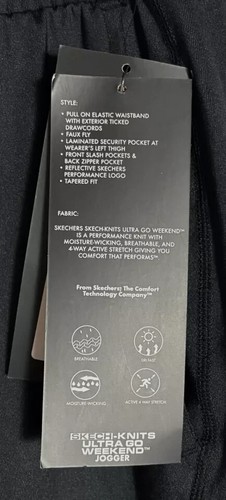 STYLE:
• PULL ON ELASTIC WAISTBAND
WITH EXTERIOR TICKED
DRAWCORDS
• FAUX FLY
• LAMINATED SECURITY POCKET AT
WEARER'S LEFT THIGH
• FRONT SLASH POCKETS &
BACK ZIPPER POCKET
• REFLECTIVE SKECHERS
PERFORMANCE LOGO
• TAPERED FIT
FABRIC:
SKECHERS SKECH-KNITS ULTRA GO WEEKEND™
IS A PERFORMANCE KNIT WITH
MOISTURE-WICKING, BREATHABLE, AND
4-WAY ACTIVE STRETCH GIVING YOU
COMFORT THAT PERFORMS™
From Skechers: The Comfort
Technology Company™
BREATHABLE
MOISTURE WICKING
ACTIVE 4 WAY STRETCH
SKECH-KNITS
ULTRA GO
WEEKEND™
JOGGER